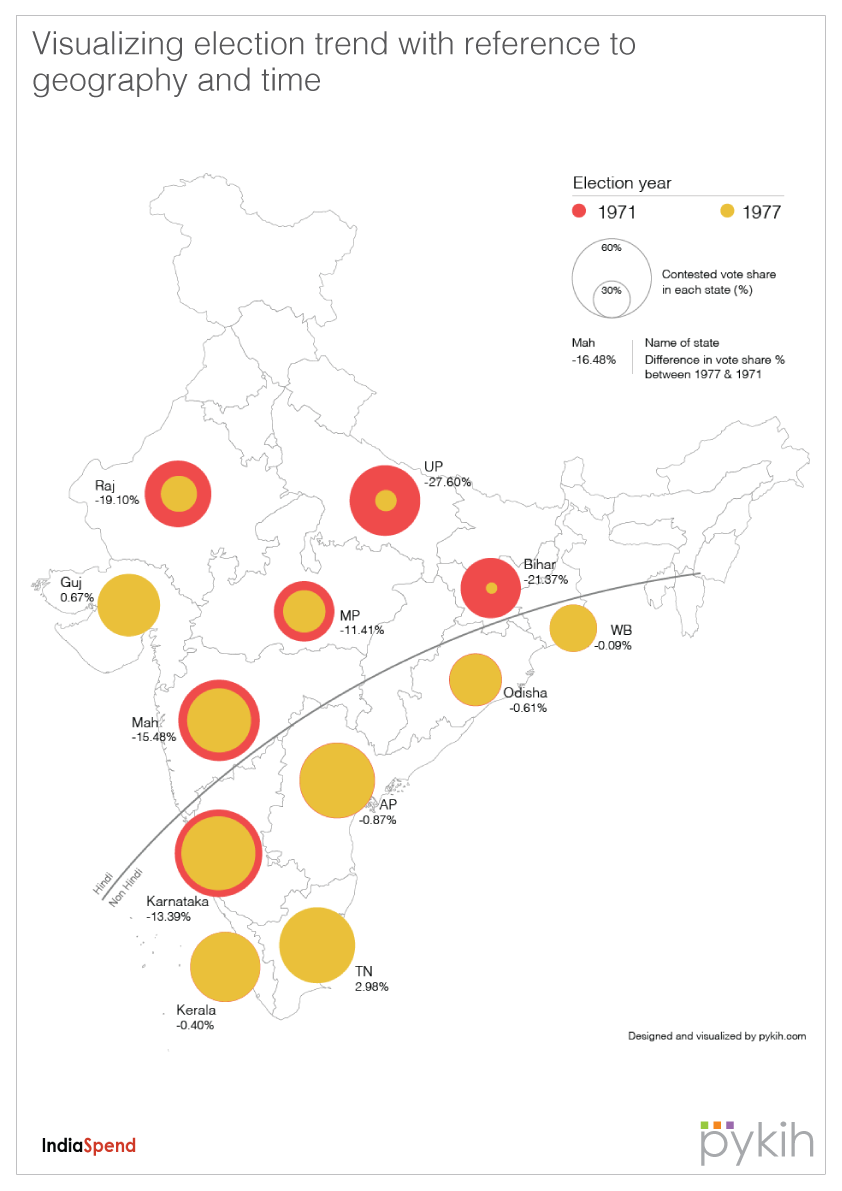 Visualizing election trend with reference to
geography and time
Election year
1971
1977
60%
30%
Contested vote share
in each state (%)
Mah
-16.48%
Name of state
Difference in vote share %
between 1977 & 1971
UP
-27.60%
Raj
-19.10%
Bihar
-21.37%
Guj
0.67%
MP
-11.41%
WB
-0.09%
Odisha
-0.61%
Mah
-15.48%
AP
-0.87%
Hindi
Non Hindi
Karnataka
-13.39%
TN
2.98%
Kerala
-0.40%
Designed and visualized by pykih.com
IndiaSpend
pykih